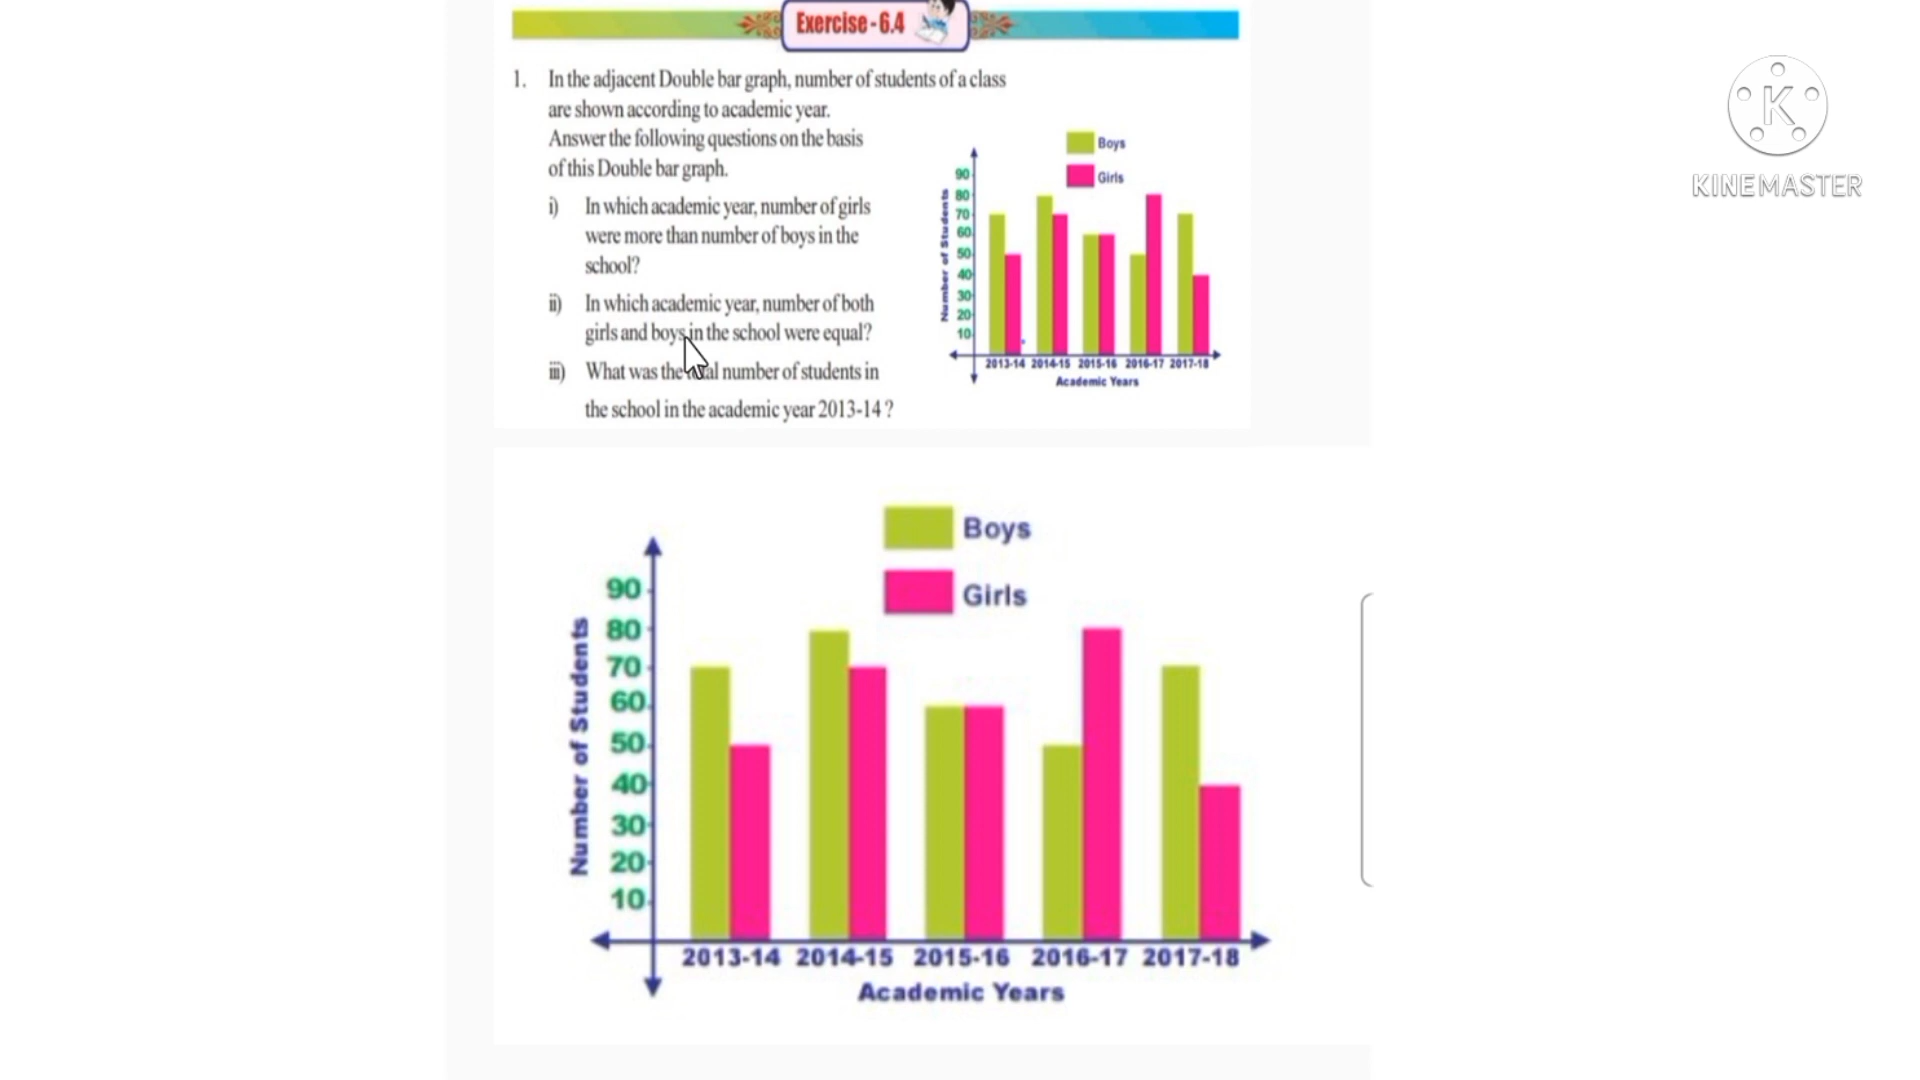 Exercise - 6.4
1. In the adjacent Double bar graph, number of students of a class
are shown according to academic year.
Answer the following questions on the basis
of this Double bar graph.
i) In which academic year, number of girls
were more than number of boys in the
school?
ii) In which academic year, number of both
girls and boys in the school were equal?
iii) What was the number of students in
the school in the academic year 2013-14 ?
Boys
Girls
90
80
70
60
50
40
30
20
10
Number of Students
2013-14 2014-15 2015-16 2016-17 2017-18
Academic Years
KINEMASTER
Boys
Girls
90
80
70
60
50
40
30
20
10
Number of Students
2013-14 2014-15 2015-16 2016-17 2017-18
Academic Years